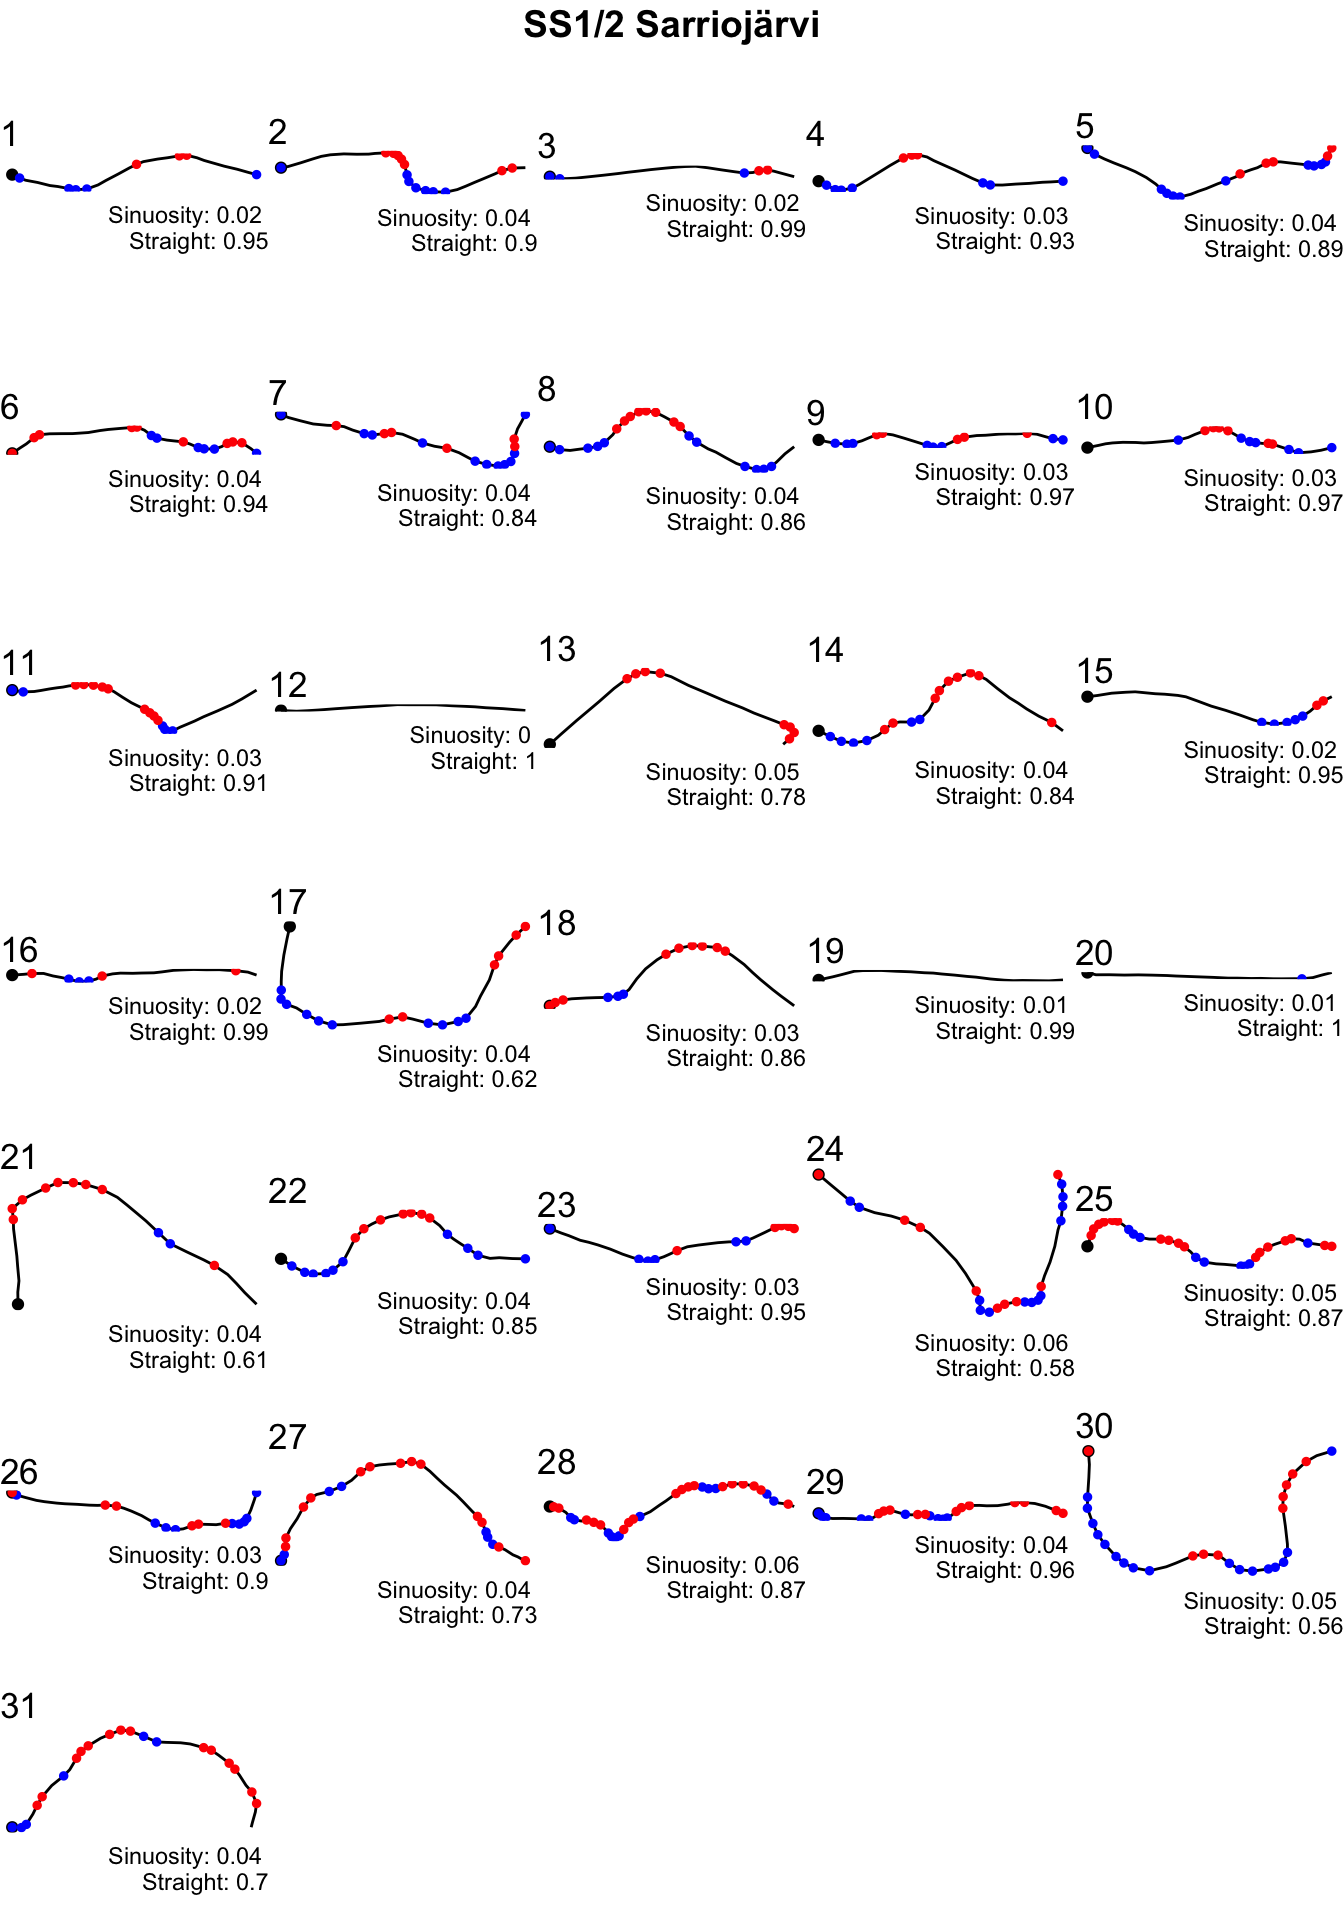 SS1/2 Sarriojärvi
1
Sinuosity: 0.02
Straight: 0.95
2
Sinuosity: 0.04
Straight: 0.9
3
Sinuosity: 0.02
Straight: 0.99
4
Sinuosity: 0.03
Straight: 0.93
5
Sinuosity: 0.04
Straight: 0.89
6
Sinuosity: 0.04
Straight: 0.94
7
Sinuosity: 0.04
Straight: 0.84
8
Sinuosity: 0.04
Straight: 0.86
9
Sinuosity: 0.03
Straight: 0.97
10
Sinuosity: 0.03
Straight: 0.97
11
Sinuosity: 0.03
Straight: 0.91
12
Sinuosity: 0
Straight: 1
13
Sinuosity: 0.05
Straight: 0.78
14
Sinuosity: 0.04
Straight: 0.84
15
Sinuosity: 0.02
Straight: 0.95
16
Sinuosity: 0.02
Straight: 0.99
17
Sinuosity: 0.04
Straight: 0.62
18
Sinuosity: 0.03
Straight: 0.86
19
Sinuosity: 0.01
Straight: 0.99
20
Sinuosity: 0.01
Straight: 1
21
Sinuosity: 0.04
Straight: 0.61
22
Sinuosity: 0.04
Straight: 0.85
23
Sinuosity: 0.03
Straight: 0.95
24
Sinuosity: 0.06
Straight: 0.58
25
Sinuosity: 0.05
Straight: 0.87
26
Sinuosity: 0.03
Straight: 0.9
27
Sinuosity: 0.04
Straight: 0.73
28
Sinuosity: 0.06
Straight: 0.87
29
Sinuosity: 0.04
Straight: 0.96
30
Sinuosity: 0.05
Straight: 0.56
31
Sinuosity: 0.04
Straight: 0.7